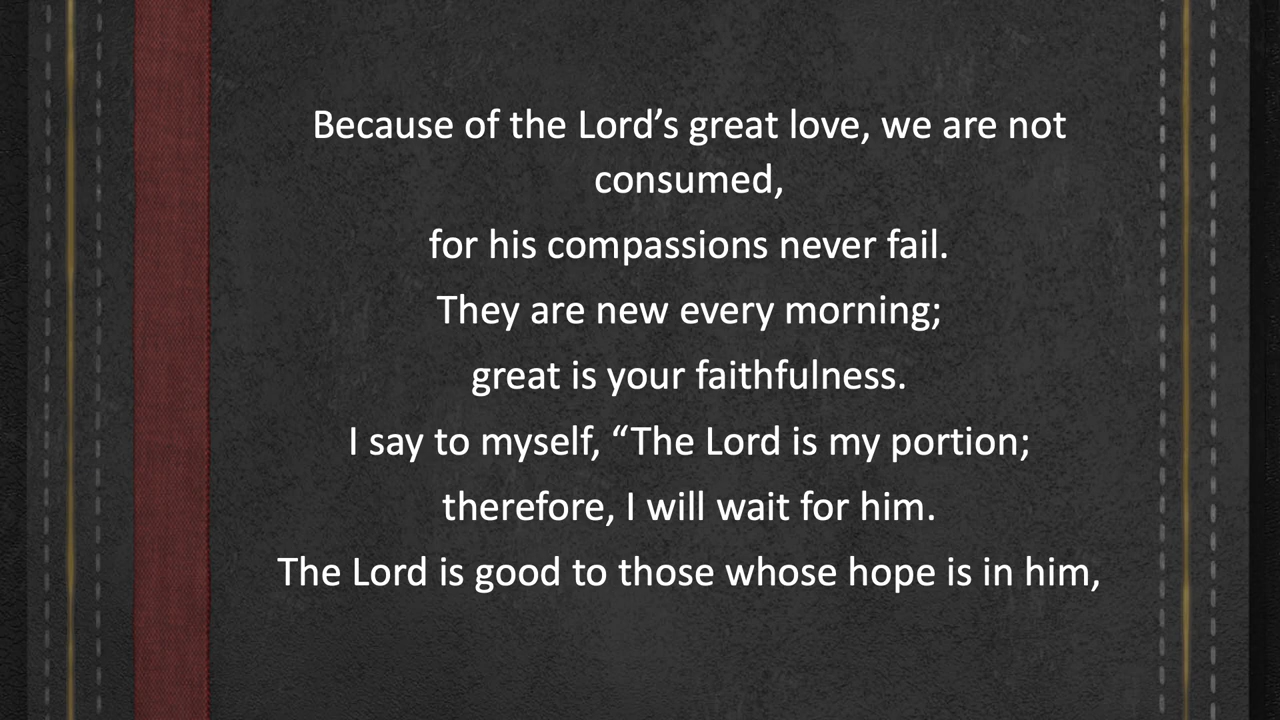 Because of the Lord’s great love, we are not
consumed,
for his compassions never fail.
They are new every morning;
great is your faithfulness.
I say to myself, “The Lord is my portion;
therefore, I will wait for him.
The Lord is good to those whose hope is in him,